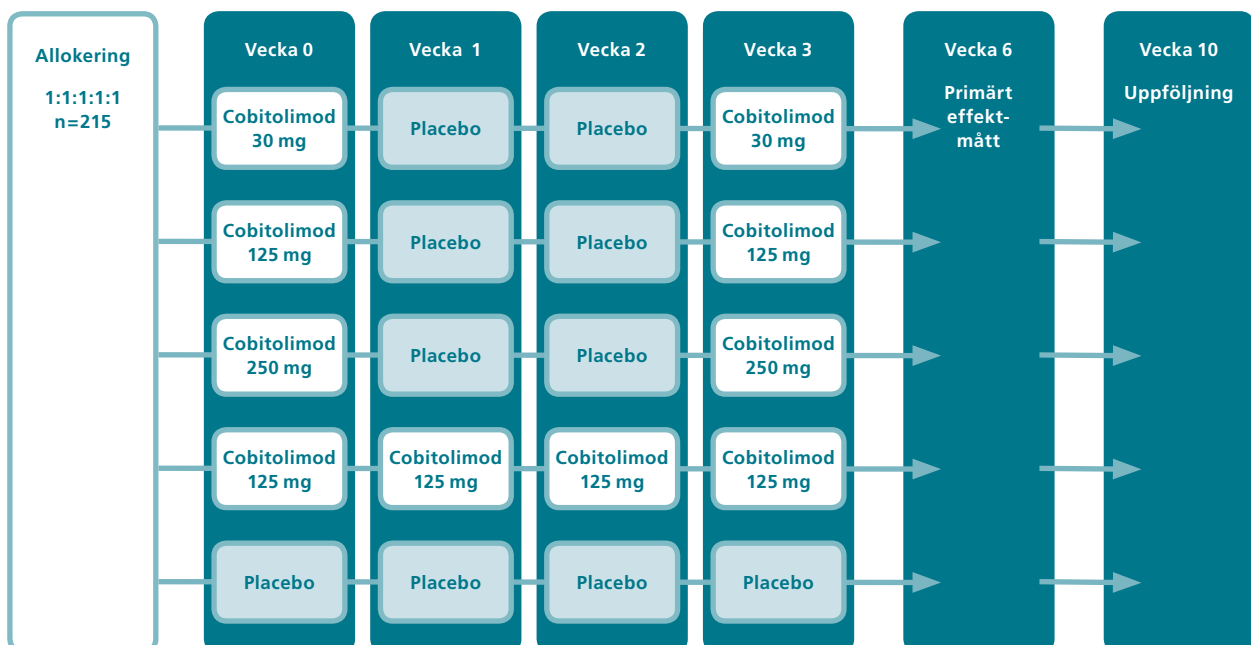 Allokering
1:1:1:1:1
n=215
Vecka 0
Vecka 1
Vecka 2
Vecka 3
Vecka 6
Primärt
effekt-
mått
Vecka 10
Uppföljning
Cobitolimod
30 mg
Placebo
Placebo
Cobitolimod
30 mg
Cobitolimod
125 mg
Placebo
Placebo
Cobitolimod
125 mg
Cobitolimod
250 mg
Placebo
Placebo
Cobitolimod
250 mg
Cobitolimod
125 mg
Cobitolimod
125 mg
Cobitolimod
125 mg
Cobitolimod
125 mg
Placebo
Placebo
Placebo
Placebo